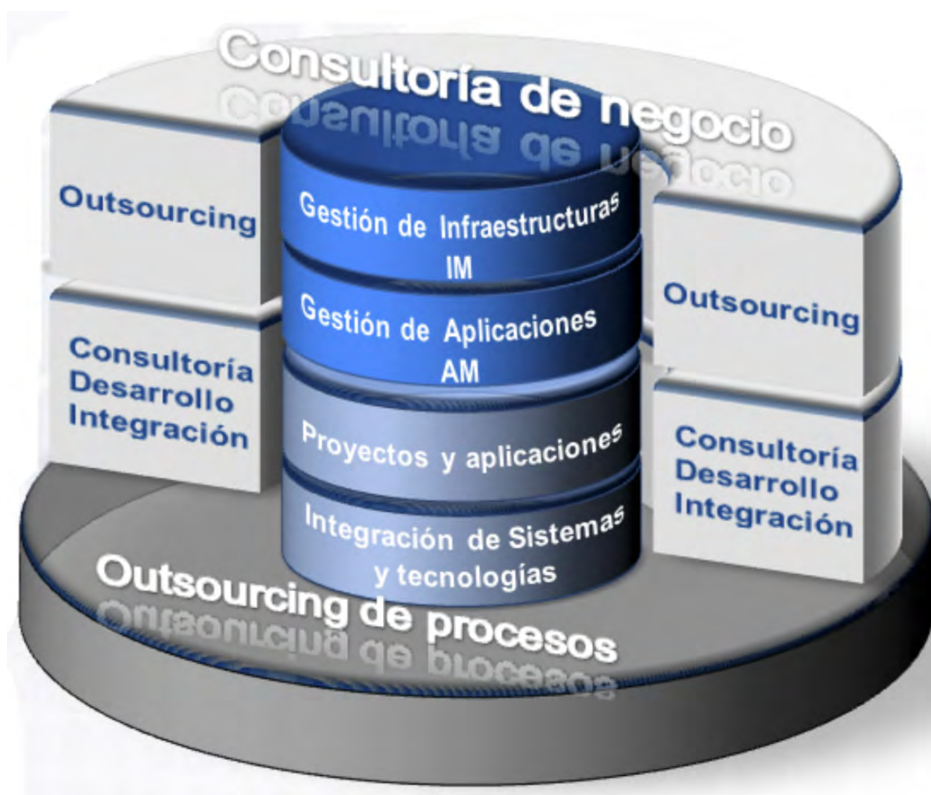 Consultoría de negocio
Outsourcing
Gestión de Infraestructuras
IM
Outsourcing
Gestión de Aplicaciones
AM
Consultoría
Desarrollo
Integración
Proyectos y aplicaciones
Consultoría
Desarrollo
Integración
Integración de Sistemas
y tecnologías
Outsourcing de procesos